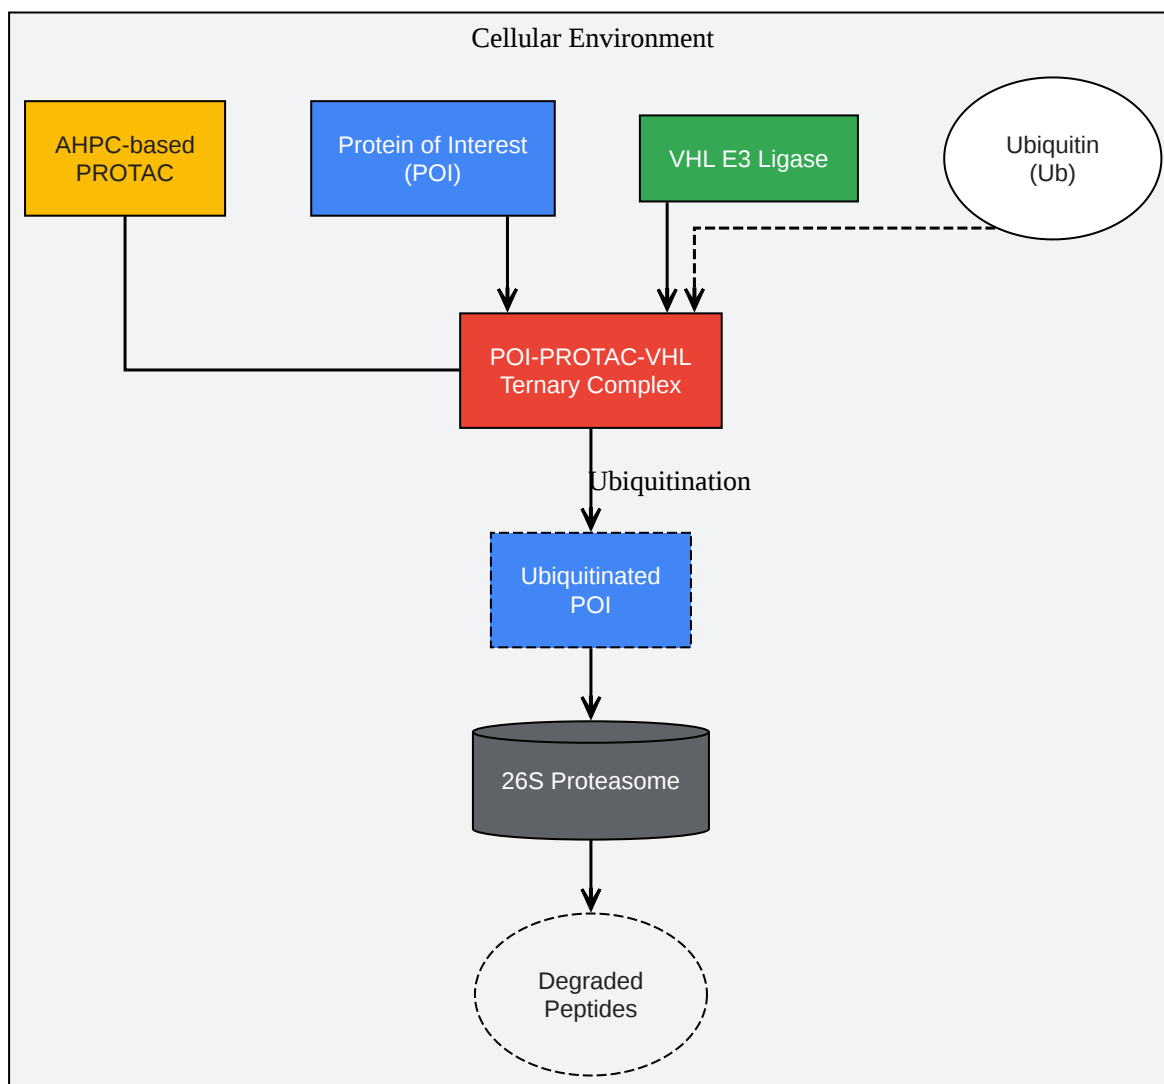 Cellular Environment
AHPC-based
PROTAC
Protein of Interest
(POI)
VHL E3 Ligase
Ubiquitin
(Ub)
POI-PROTAC-VHL
Ternary Complex
Ubiquitination
Ubiquitinated
POI
26S Proteasome
Degraded
Peptides